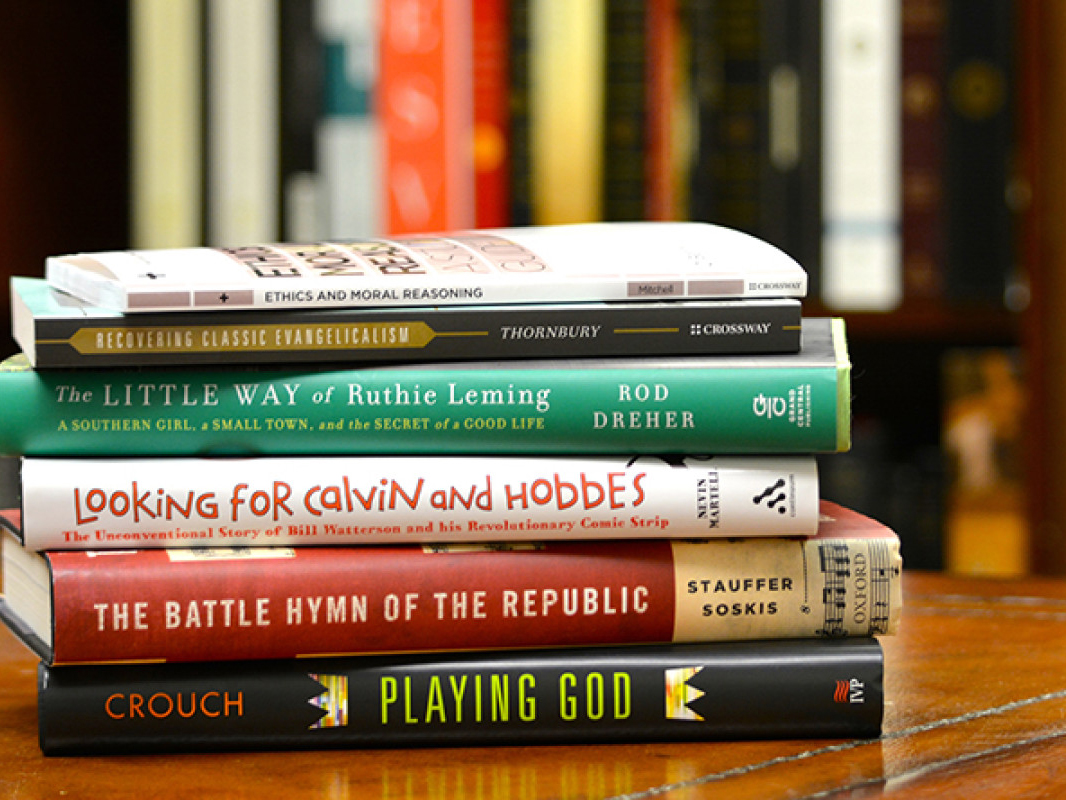 ETHICS AND MORAL REASONING Mitchell CROSSWAY
RECOVERING CLASSIC EVANGELICALISM THORNBURY CROSSWAY
The LITTLE WAY of Ruthie Leming
A SOUTHERN GIRL, a SMALL TOWN, and the SECRET of a GOOD LIFE
ROD
DREHER
GRAND
CENTRAL
PUBLISHING
LOOKING FOR CALVIN AND HOBBES
The Unconventional Story of Bill Watterson and his Revolutionary Comic Strip
NEVIN
MARTELL
THE BATTLE HYMN OF THE REPUBLIC
STAUFFER
SOSKIS
OXFORD
CROUCH PLAYING GOD IVP